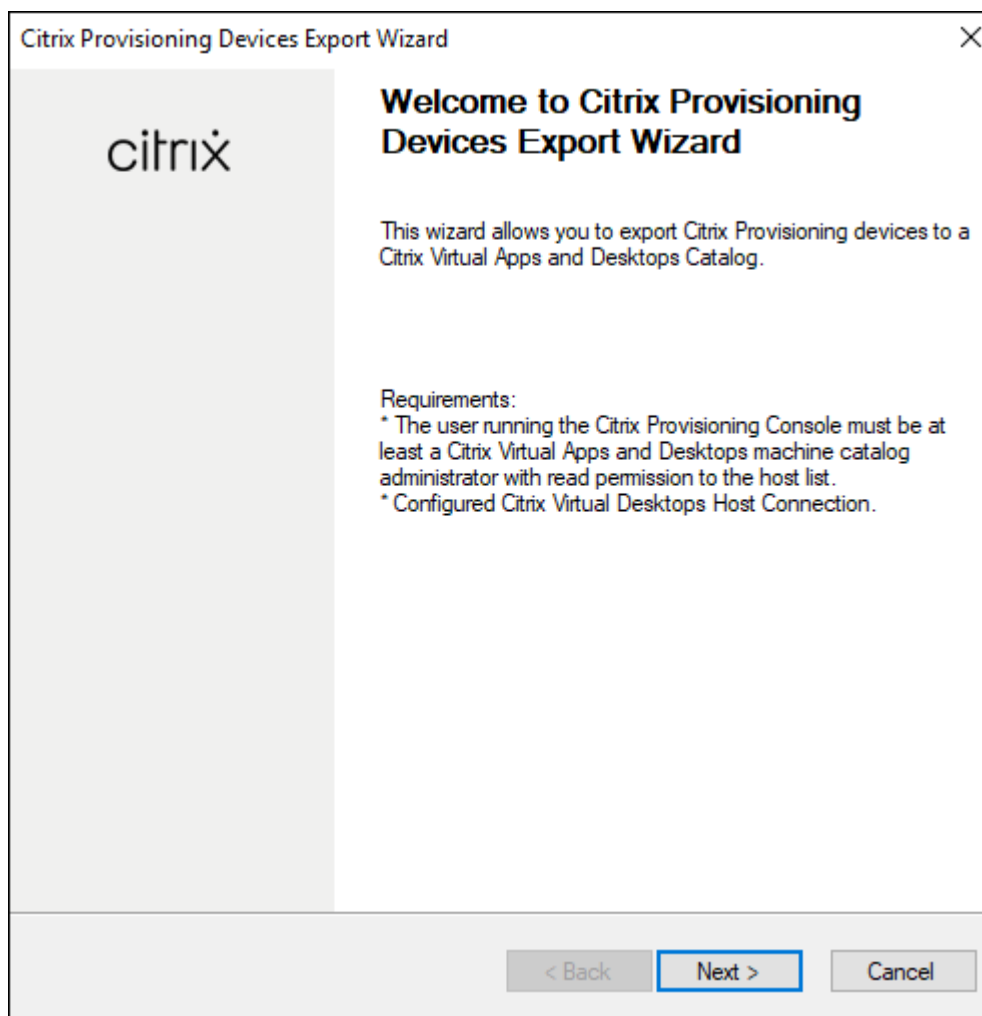 Citrix Provisioning Devices Export Wizard
citrix
Welcome to Citrix Provisioning
Devices Export Wizard
This wizard allows you to export Citrix Provisioning devices to a
Citrix Virtual Apps and Desktops Catalog.
Requirements:
* The user running the Citrix Provisioning Console must be at
least a Citrix Virtual Apps and Desktops machine catalog
administrator with read permission to the host list.
* Configured Citrix Virtual Desktops Host Connection.
< Back
Next >
Cancel